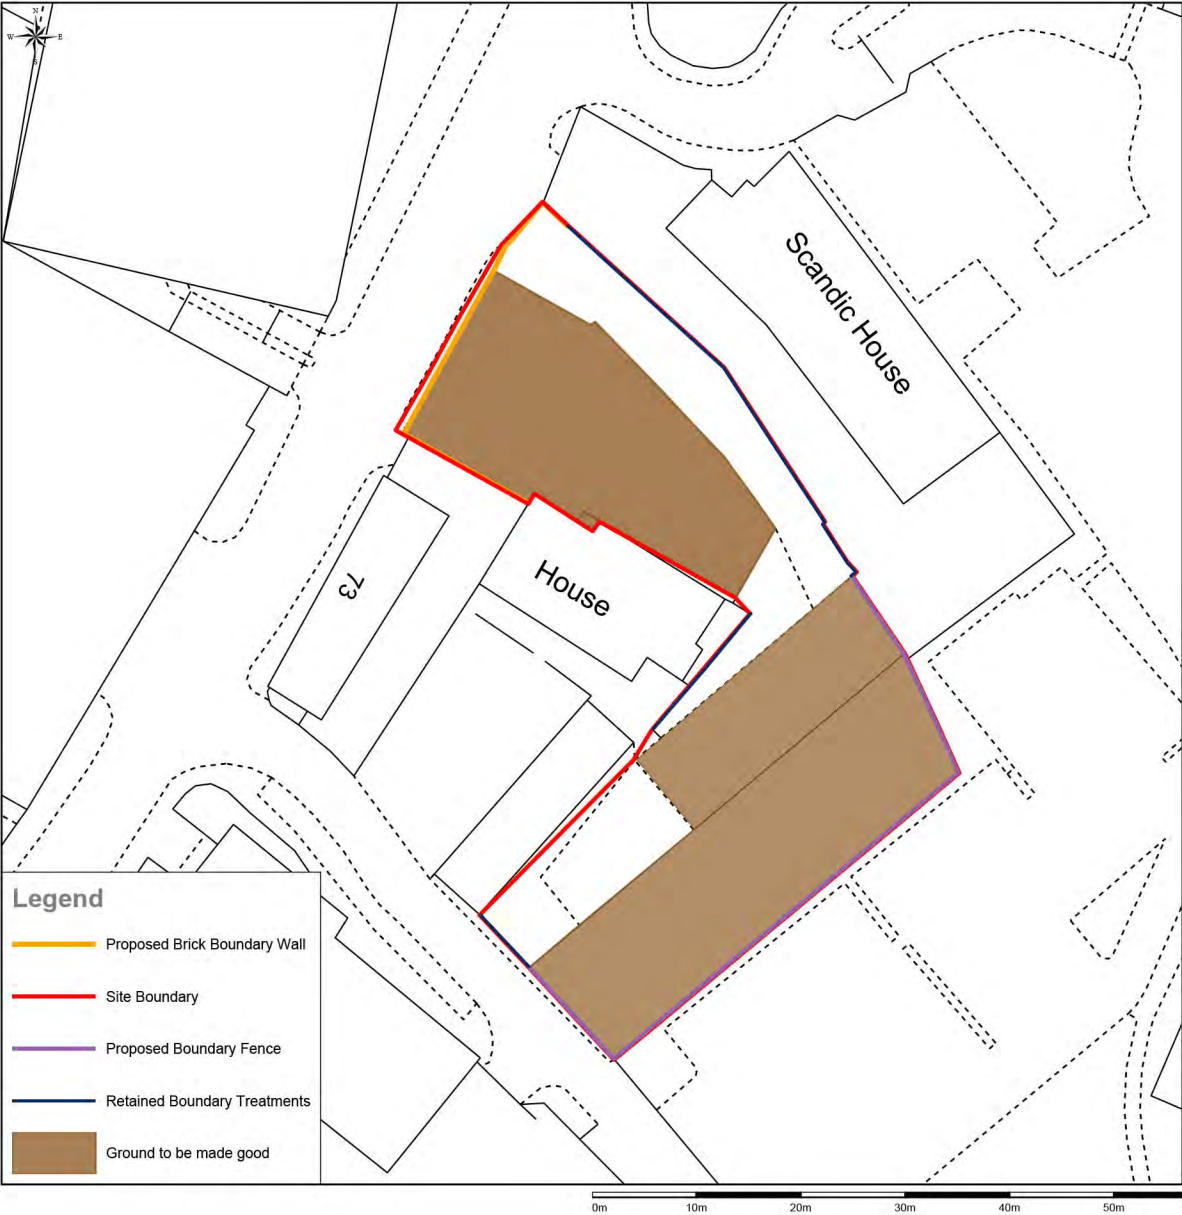 N
W E
S
Scandic House
House
73
Legend
Proposed Brick Boundary Wall
Site Boundary
Proposed Boundary Fence
Retained Boundary Treatments
Ground to be made good
0m 10m 20m 30m 40m 50m